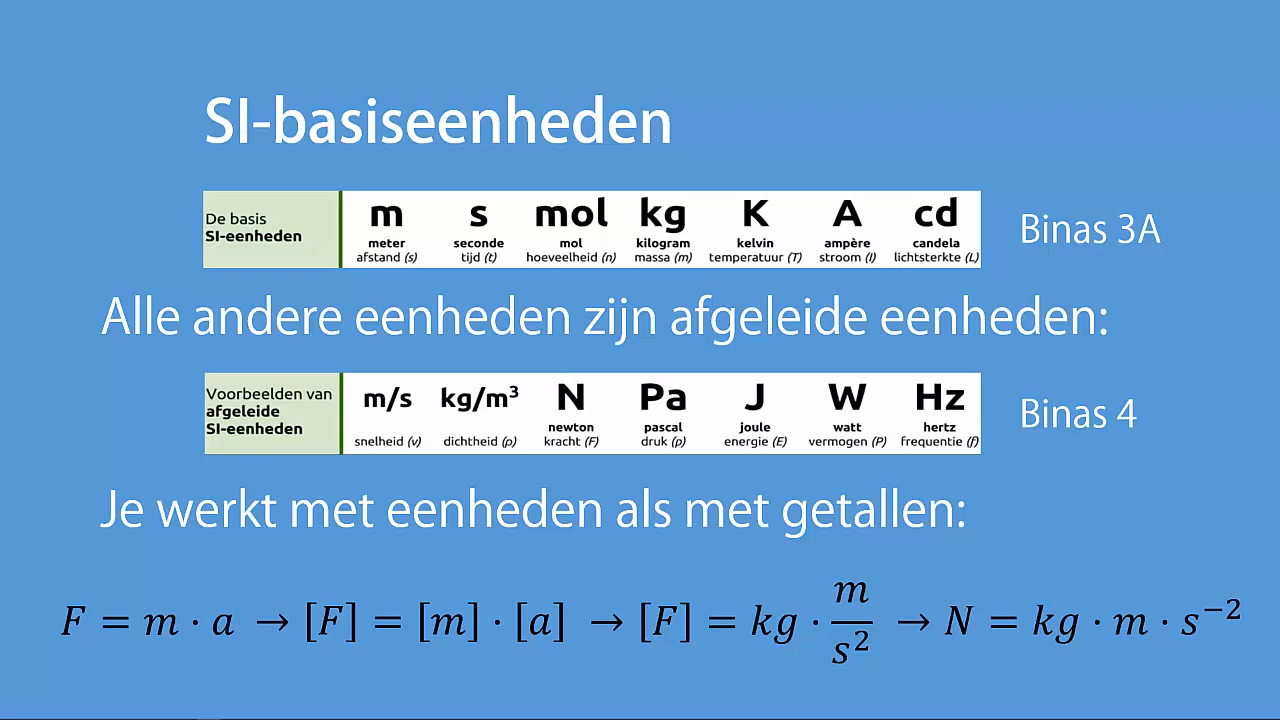 SI-basiseenheden
De basis
SI-eenheden
m s mol kg K A cd
meter seconde mol kilogram kelvin ampère candela
afstand (s) tijd (t) hoeveelheid (n) massa (m) temperatuur (T) stroom (I) lichtsterkte (L)
Binas 3A
Alle andere eenheden zijn afgeleide eenheden:
Voorbeelden van
afgeleide
SI-eenheden
m/s kg/m³ N Pa J W Hz
newton pascal joule watt hertz
snelheid (v) dichtheid (ρ) kracht (F) druk (p) energie (E) vermogen (P) frequentie (f)
Binas 4
Je werkt met eenheden als met getallen:
F = m · a → [F] = [m] · [a] → [F] = kg · m/s² → N = kg · m · s⁻²